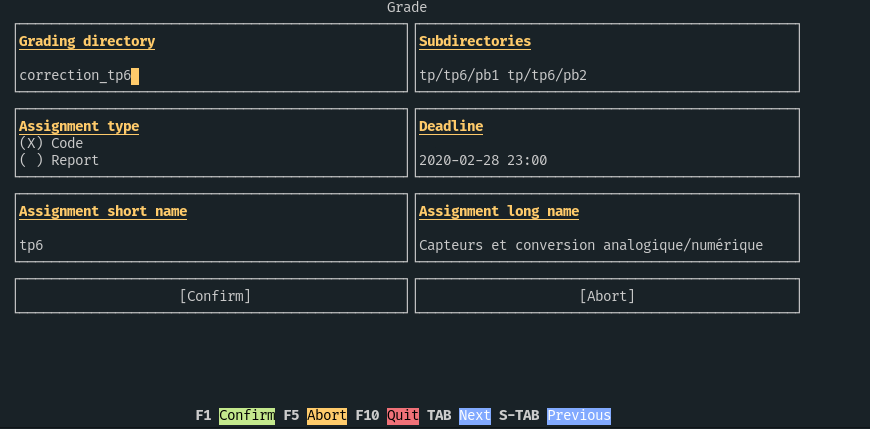 Grade
Grading directory
correction_tp6
Subdirectories
tp/tp6/pb1 tp/tp6/pb2
Assignment type
(X) Code
( ) Report
Deadline
2020-02-28 23:00
Assignment short name
tp6
Assignment long name
Capteurs et conversion analogique/numérique
[Confirm]
[Abort]
F1 Confirm F5 Abort F10 Quit TAB Next S-TAB Previous